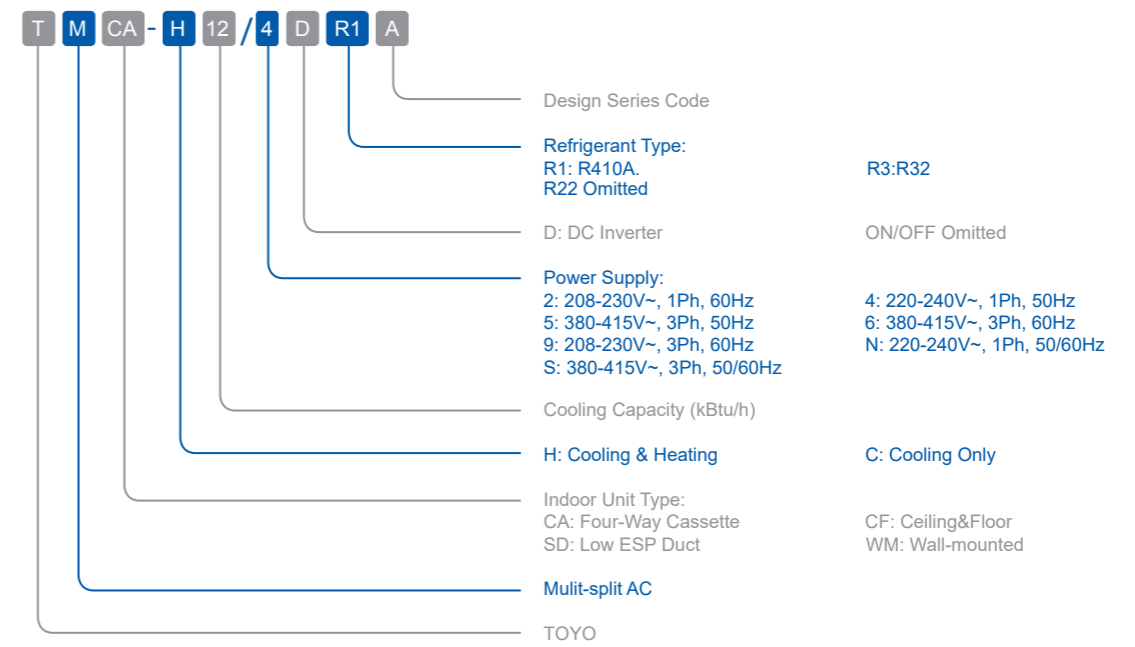 T M CA - H 12 / 4 D R1 A
Design Series Code
Refrigerant Type:
R1: R410A. R3:R32
R22 Omitted
D: DC Inverter ON/OFF Omitted
Power Supply:
2: 208-230V~, 1Ph, 60Hz 4: 220-240V~, 1Ph, 50Hz
5: 380-415V~, 3Ph, 50Hz 6: 380-415V~, 3Ph, 60Hz
9: 208-230V~, 3Ph, 60Hz N: 220-240V~, 1Ph, 50/60Hz
S: 380-415V~, 3Ph, 50/60Hz
Cooling Capacity (kBtu/h)
H: Cooling & Heating C: Cooling Only
Indoor Unit Type:
CA: Four-Way Cassette CF: Ceiling&Floor
SD: Low ESP Duct WM: Wall-mounted
Mulit-split AC
TOYO